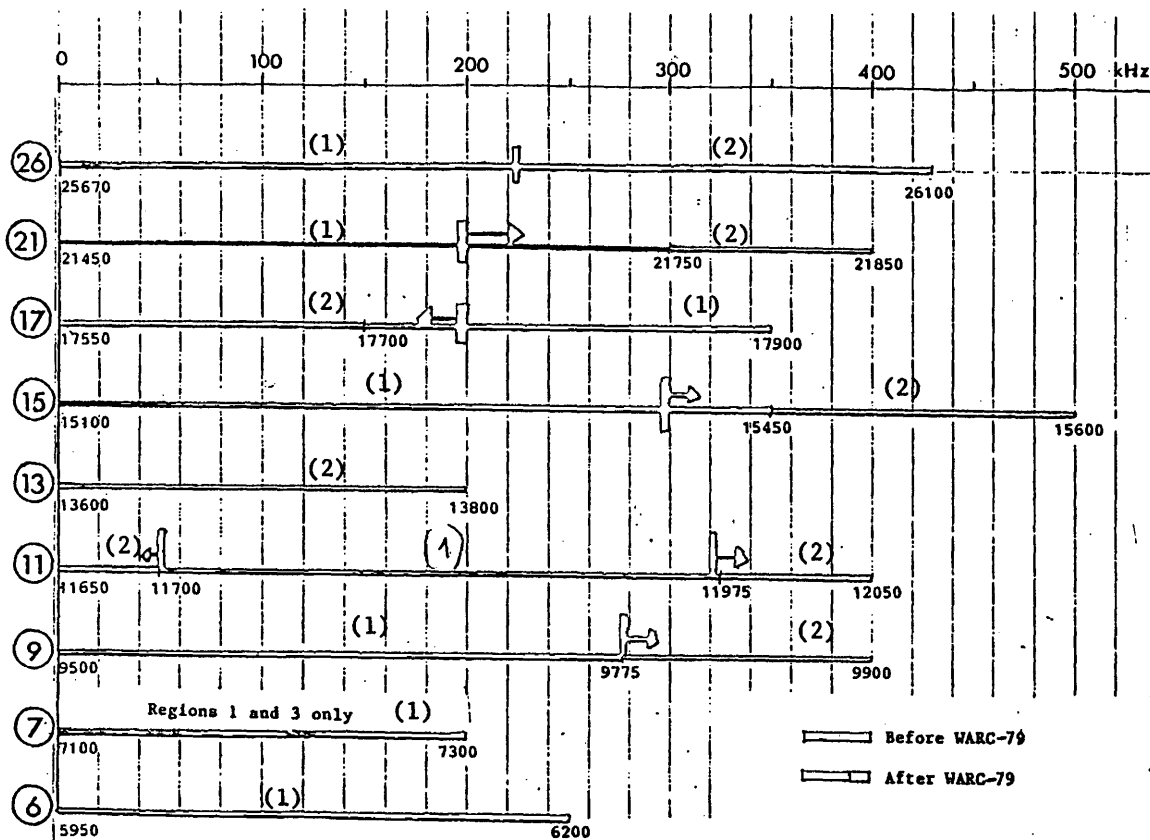 0 100 200 300 400 500 kHz
26 (1) (2)
25670 26100
21 (1) (2)
21450 21750 21850
17 (2) (1)
17550 17700 17900
15 (1) (2)
15100 15450 15600
13 (2)
13600 13800
11 (2) (1) (2)
11650 11700 11975 12050
9 (1) (2)
9500 9775 9900
7 Regions 1 and 3 only (1)
7100 7300
Before WARC-79
After WARC-79
6 (1)
5950 6200